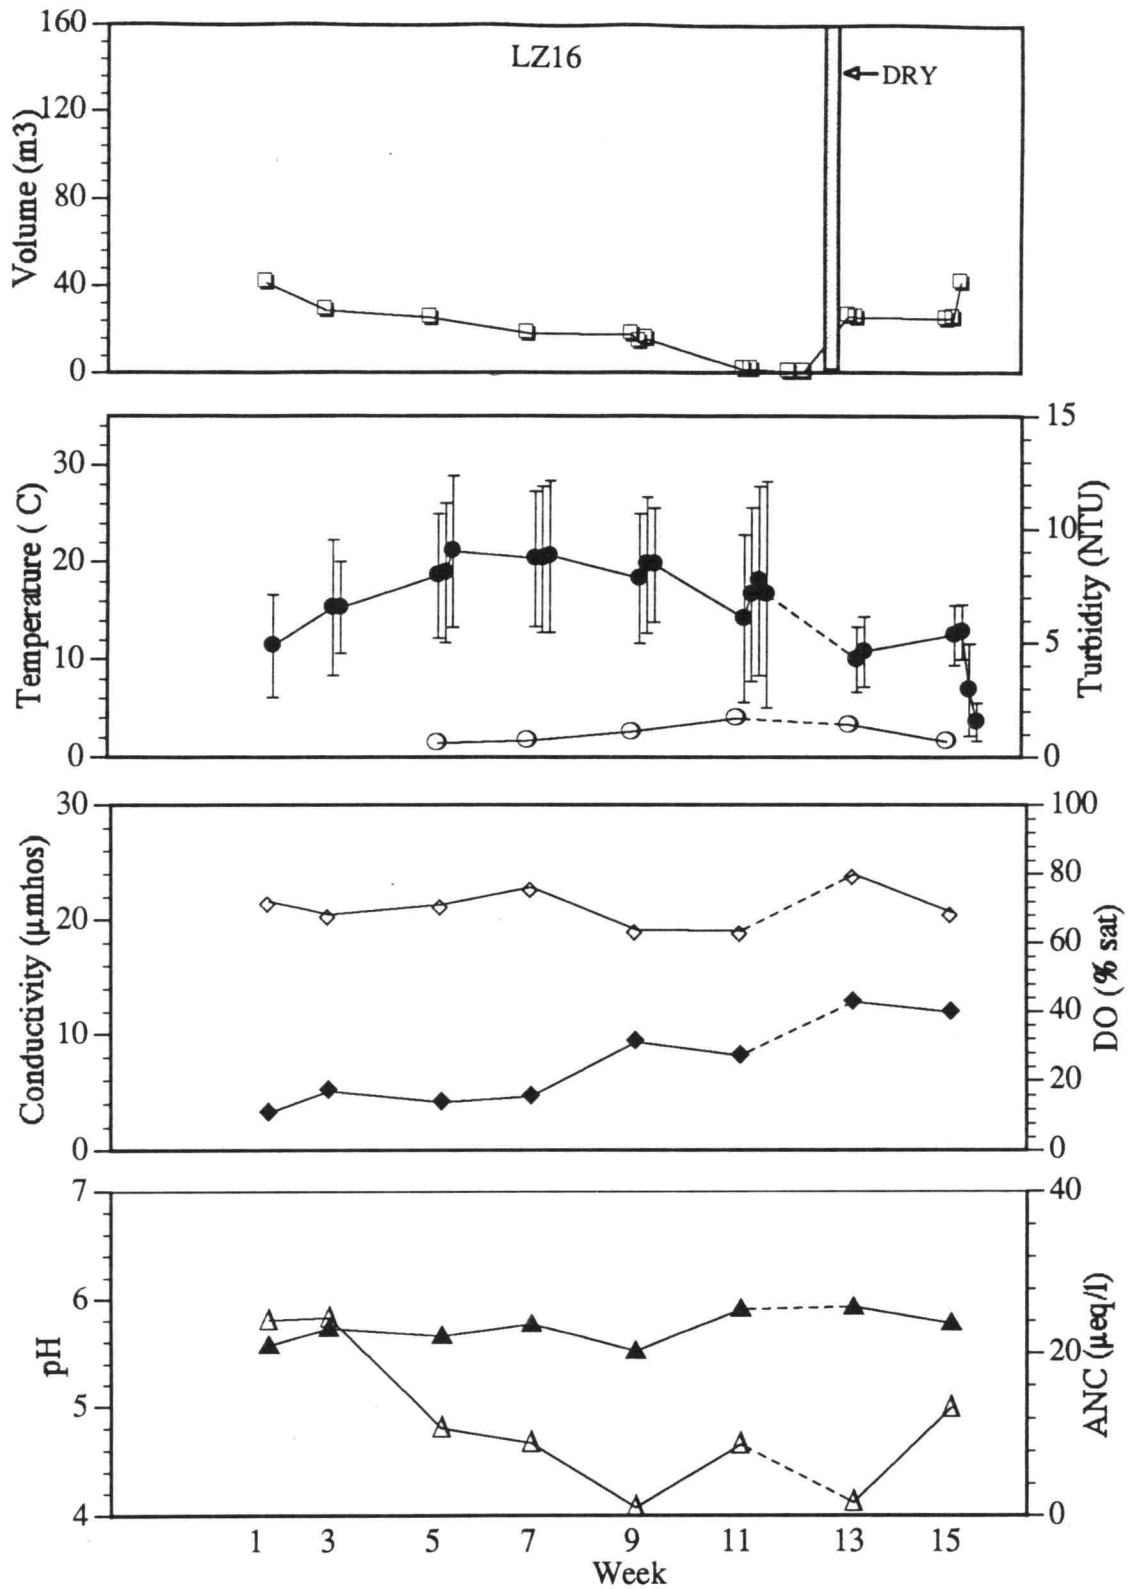 LZ16
DRY
Volume (m3)
160
120
80
40
0
Temperature ( C)
30
20
10
0
15
10
5
0
Turbidity (NTU)
Conductivity (µmhos)
30
20
10
0
100
80
60
40
20
0
DO (% sat)
pH
7
6
5
4
40
20
0
ANC (µeq/l)
1 3 5 7 9 11 13 15
Week